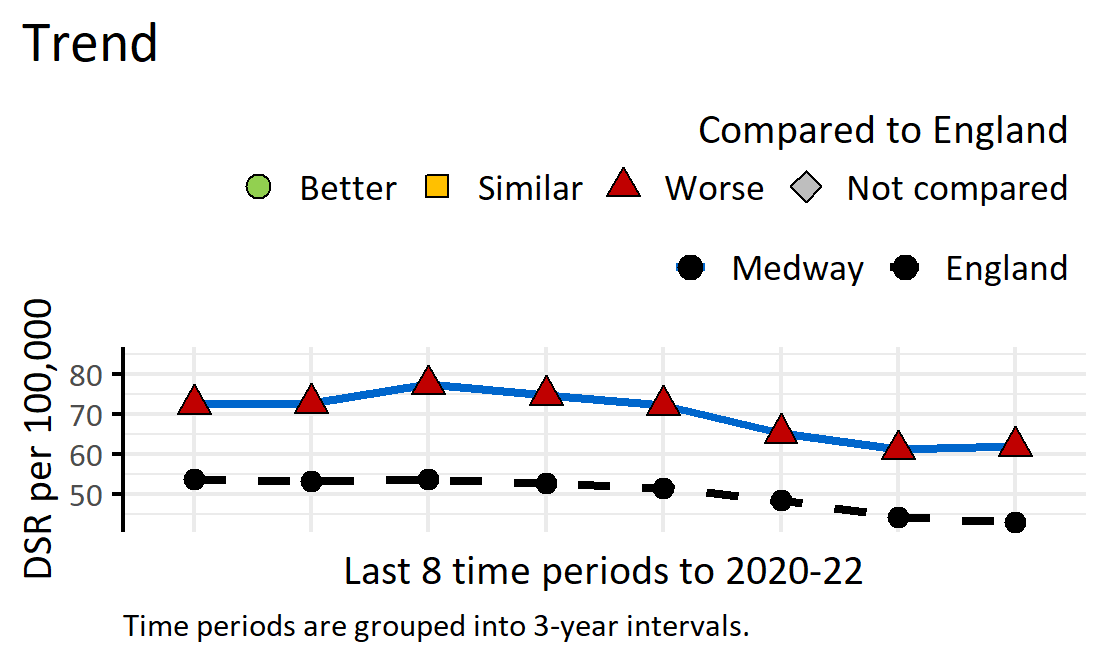 Trend
Compared to England
Better Similar Worse Not compared
Medway England
DSR per 100,000
80
70
60
50
Last 8 time periods to 2020-22
Time periods are grouped into 3-year intervals.